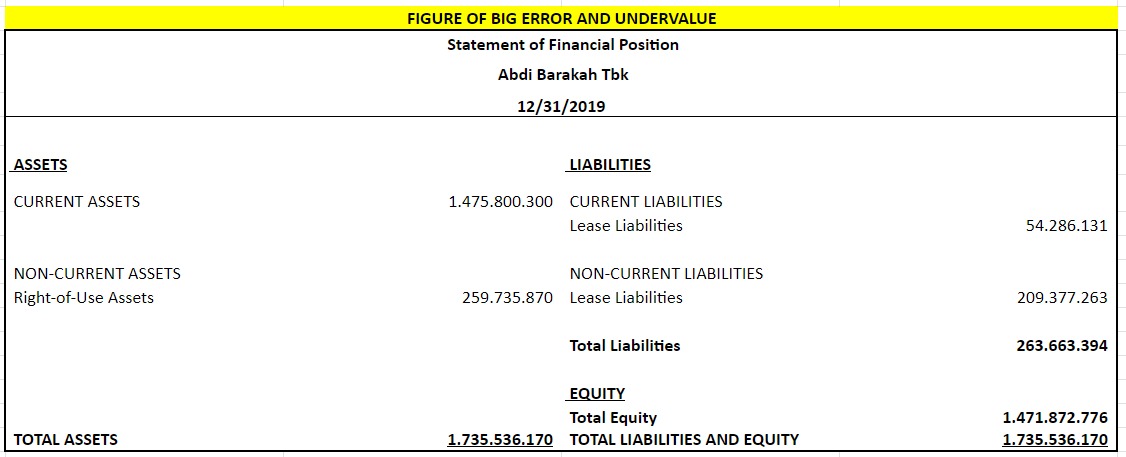 FIGURE OF BIG ERROR AND UNDERVALUE
Statement of Financial Position
Abdi Barakah Tbk
12/31/2019
ASSETS LIABILITIES
CURRENT ASSETS 1.475.800.300 CURRENT LIABILITIES
Lease Liabilities 54.286.131
NON-CURRENT ASSETS NON-CURRENT LIABILITIES
Right-of-Use Assets 259.735.870 Lease Liabilities 209.377.263
Total Liabilities 263.663.394
EQUITY
Total Equity 1.471.872.776
TOTAL ASSETS 1.735.536.170 TOTAL LIABILITIES AND EQUITY 1.735.536.170